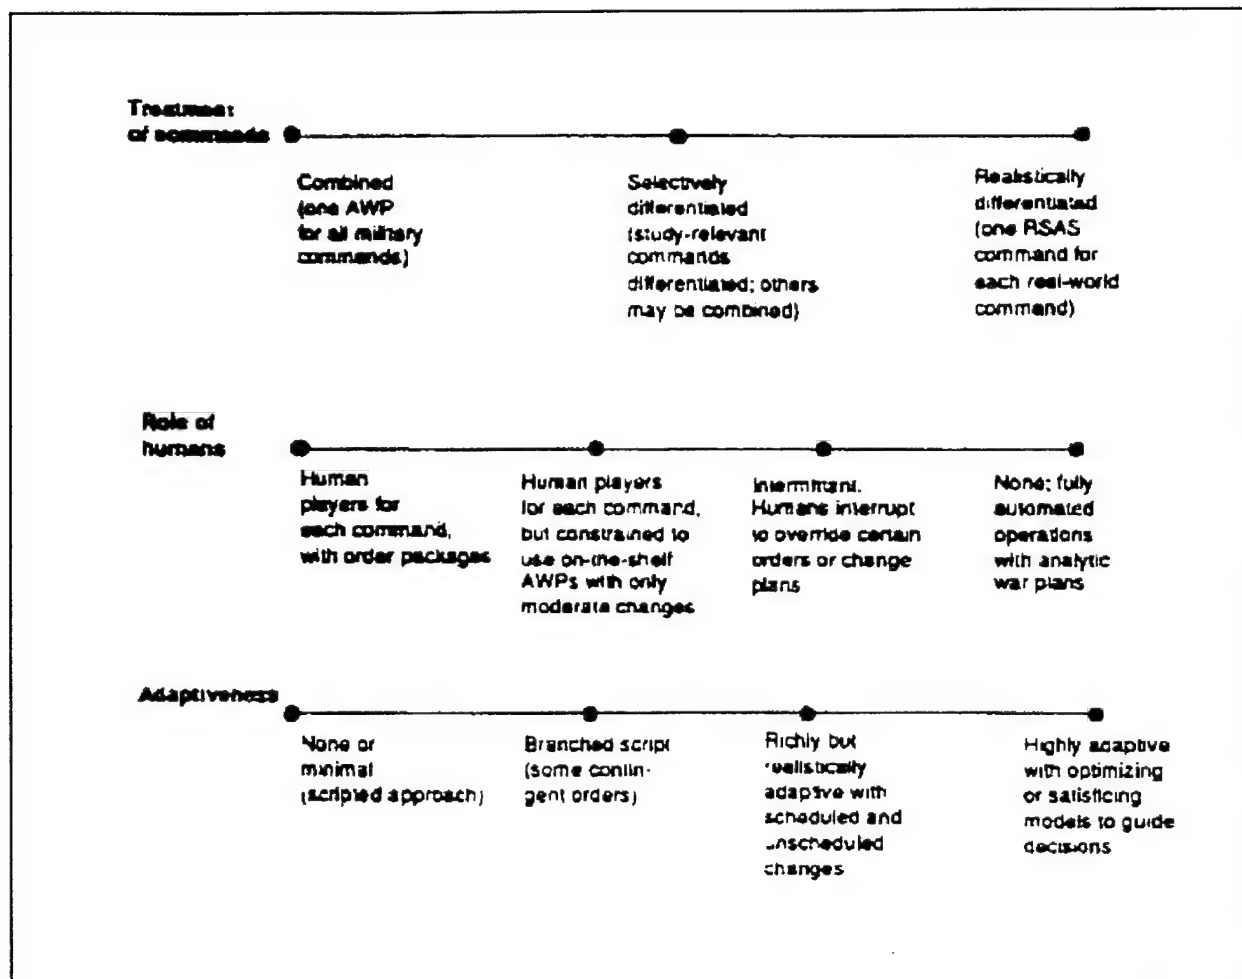 Treatment
of commands
Combined
(one AWP
for all military
commands)
Selectively
differentiated
(study-relevant
commands
differentiated; others
may be combined)
Realistically
differentiated
(one RSAS
command for
each real-world
command)
Role of
humans
Human
players for
each command,
with order packages
Human players
for each command,
but constrained to
use on-the-shelf
AWPs with only
moderate changes
Intermittant.
Humans interrupt
to override certain
orders or change
plans
None; fully
automated
operations
with analytic
war plans
Adaptiveness
None or
minimal
(scripted approach)
Branched script
(some contin-
gent orders)
Richly but
realistically
adaptive with
scheduled and
unscheduled
changes
Highly adaptive
with optimizing
or satisficing
models to guide
decisions